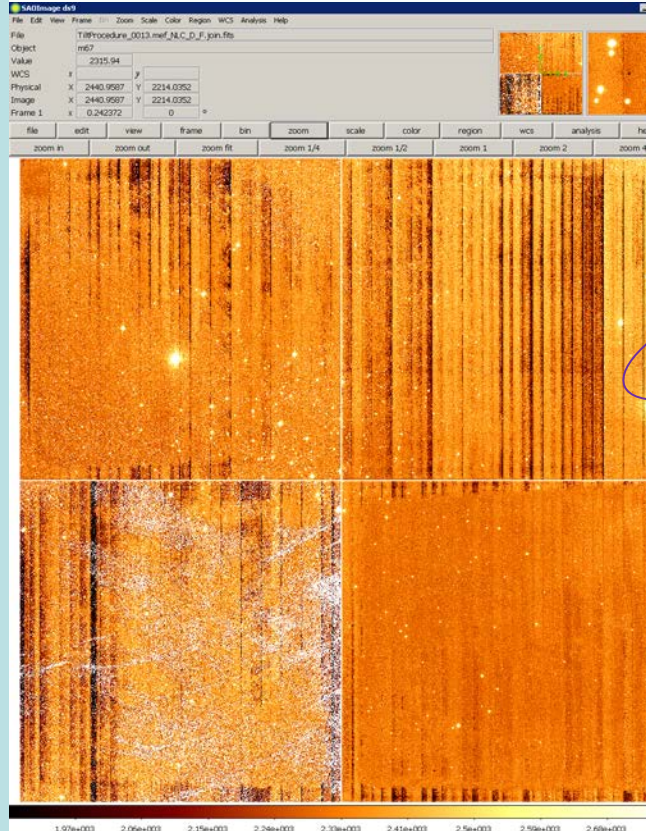 SAOImage ds9
File Edit View Frame Bin Zoom Scale Color Region WCS Analysis Help
File TiltProcedure_0013.mef_NLC_D_F.join.fits
Object m67
Value 2315.94
WCS x y
Physical X 2440.9587 Y 2214.0352
Image X 2440.9587 Y 2214.0352
Frame 1 x 0.242372 0 °
file edit view frame bin zoom scale color region wcs analysis he
zoom in zoom out zoom fit zoom 1/4 zoom 1/2 zoom 1 zoom 2 zoom 4
1.97e+003 2.06e+003 2.15e+003 2.24e+003 2.33e+003 2.41e+003 2.5e+003 2.59e+003 2.68e+003